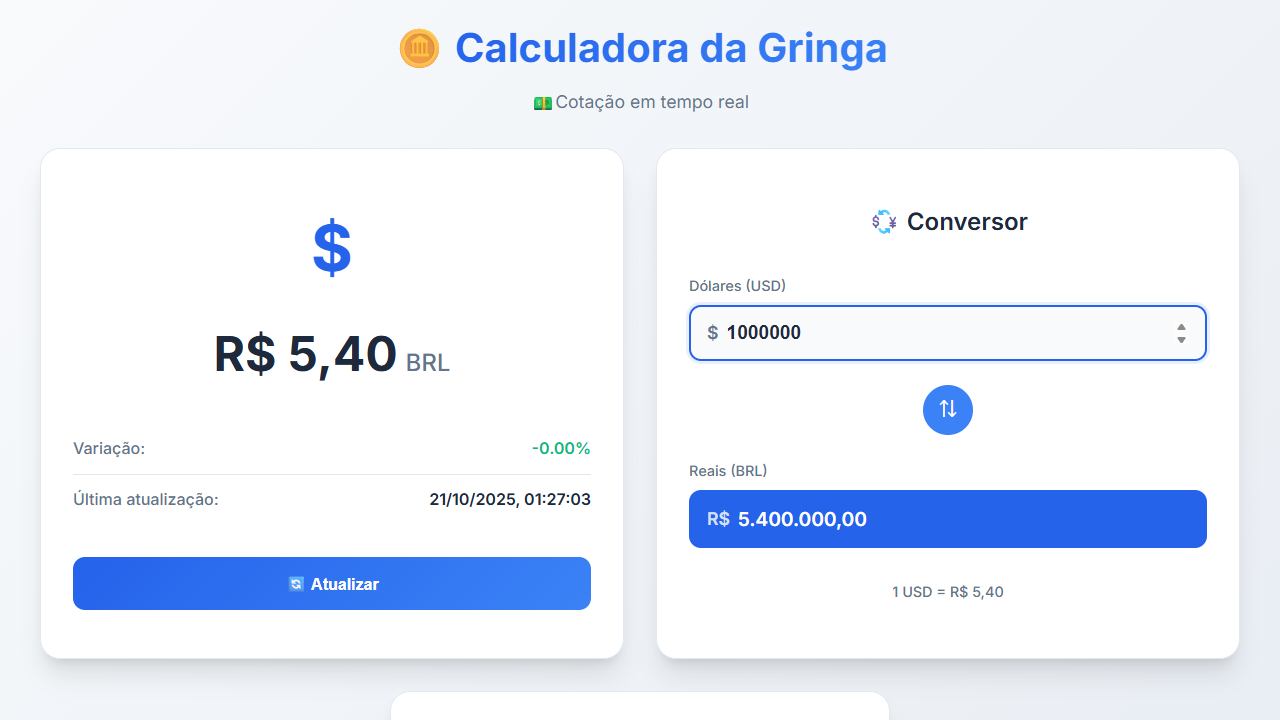 Calculadora da Gringa
💵Cotação em tempo real
$
R$ 5,40 BRL
Variação: -0.00%
Última atualização: 21/10/2025, 01:27:03
Atualizar
Conversor
Dólares (USD)
$ 1000000
Reais (BRL)
R$ 5.400.000,00
1 USD = R$ 5,40